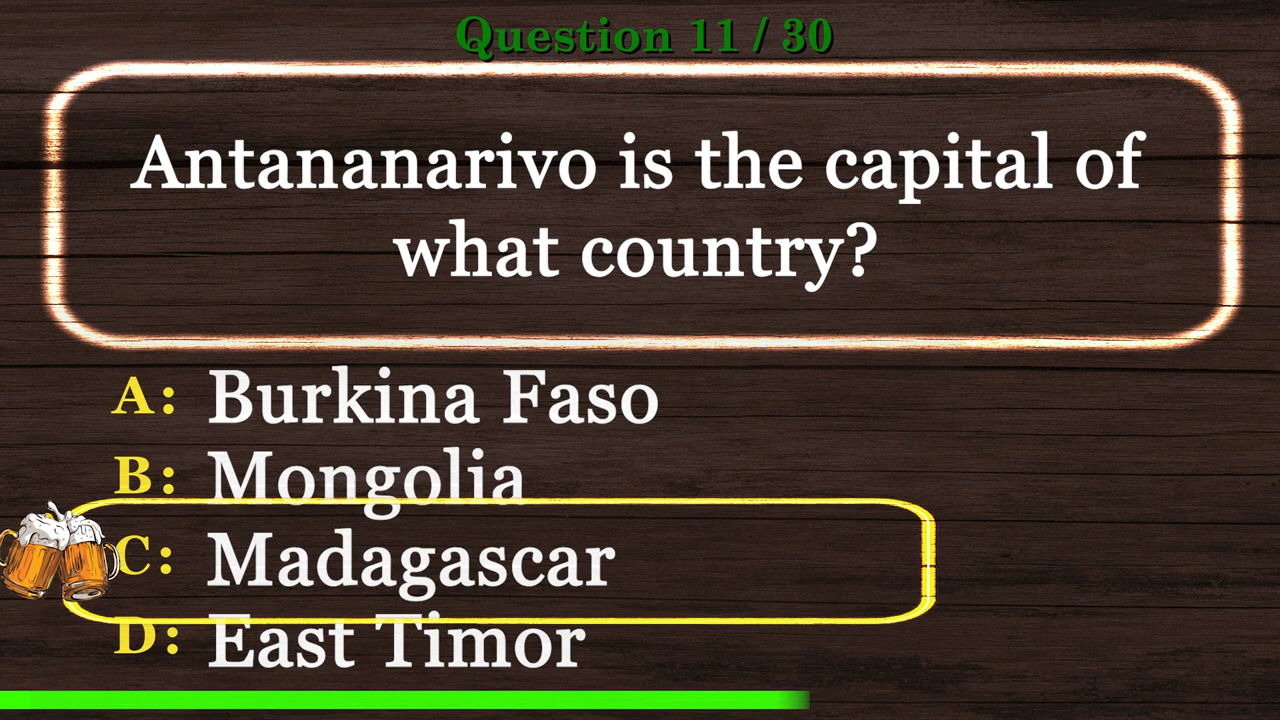 Question 11 / 30
Antananarivo is the capital of
what country?
A: Burkina Faso
B: Mongolia
C: Madagascar
D: East Timor